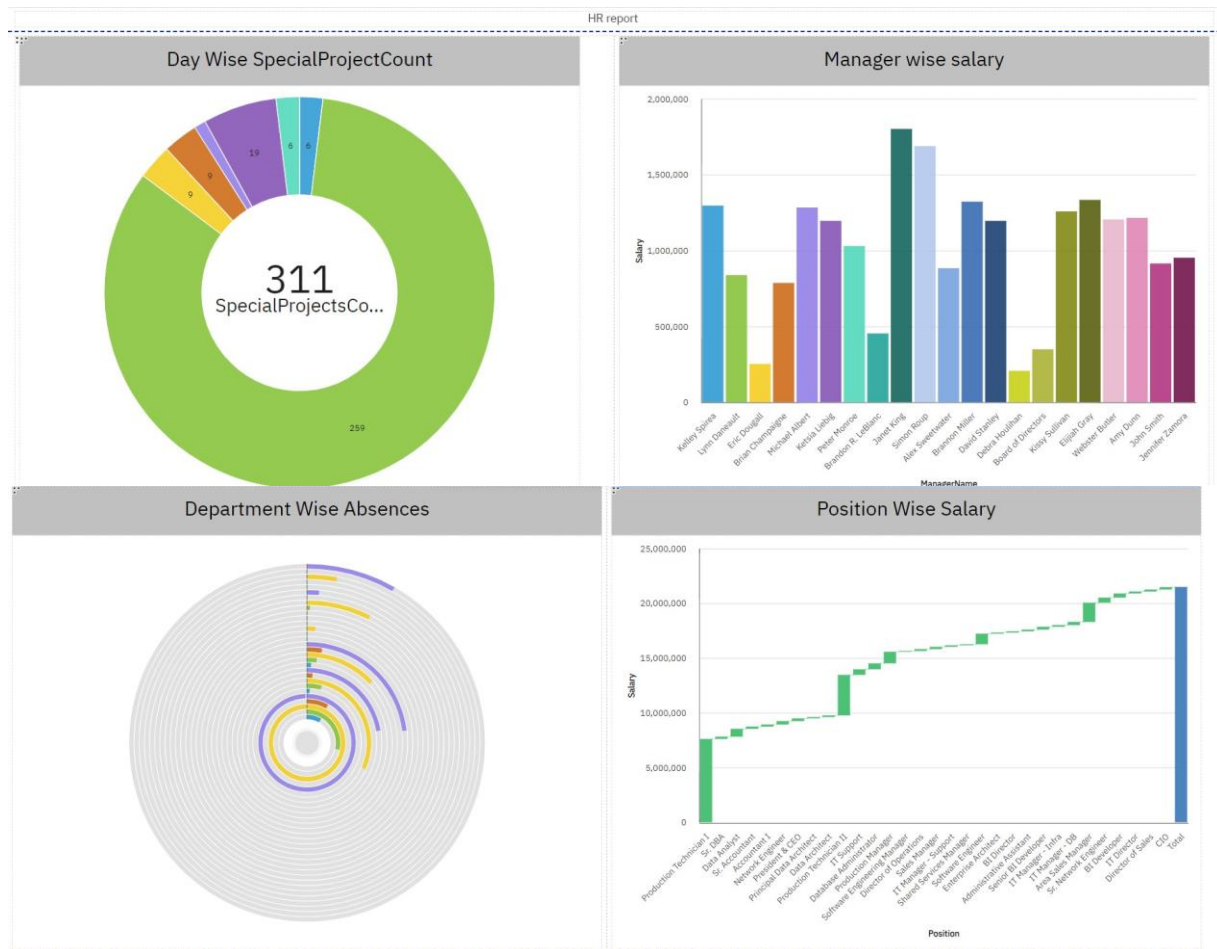 HR report
Day Wise SpecialProjectCount
6
6
19
9
9
311
SpecialProjectsCo...
259
Manager wise salary
2,000,000
1,500,000
1,000,000
500,000
0
Salary
Kelley Spirea
Lynn Daneault
Eric Dougall
Brian Champaigne
Michael Albert
Ketsia Liebig
Peter Monroe
Brandon R. LeBlanc
Janet King
Simon Roup
Alex Sweetwater
Brannon Miller
David Stanley
Debra Houlihan
Board of Directors
Kissy Sullivan
Elijah Gray
Webster Butler
Amy Dunn
John Smith
Jennifer Zamora
ManagerName
Department Wise Absences
Position Wise Salary
25,000,000
20,000,000
15,000,000
10,000,000
5,000,000
0
Salary
Production Technician I
Sr. DBA
Data Analyst
Sr. Accountant
Accountant I
Network Engineer
President & CEO
Principal Data Architect
Data Architect
Production Technician II
IT Support
Database Administrator
Production Manager
Software Engineering Manager
Director of Operations
Sales Manager
IT Manager - Support
Shared Services Manager
Software Engineer
Enterprise Architect
BI Director
Administrative Assistant
Senior BI Developer
IT Manager - Infra
IT Manager - DB
Area Sales Manager
Sr. Network Engineer
BI Developer
IT Director
Director of Sales
CIO
Total
Position